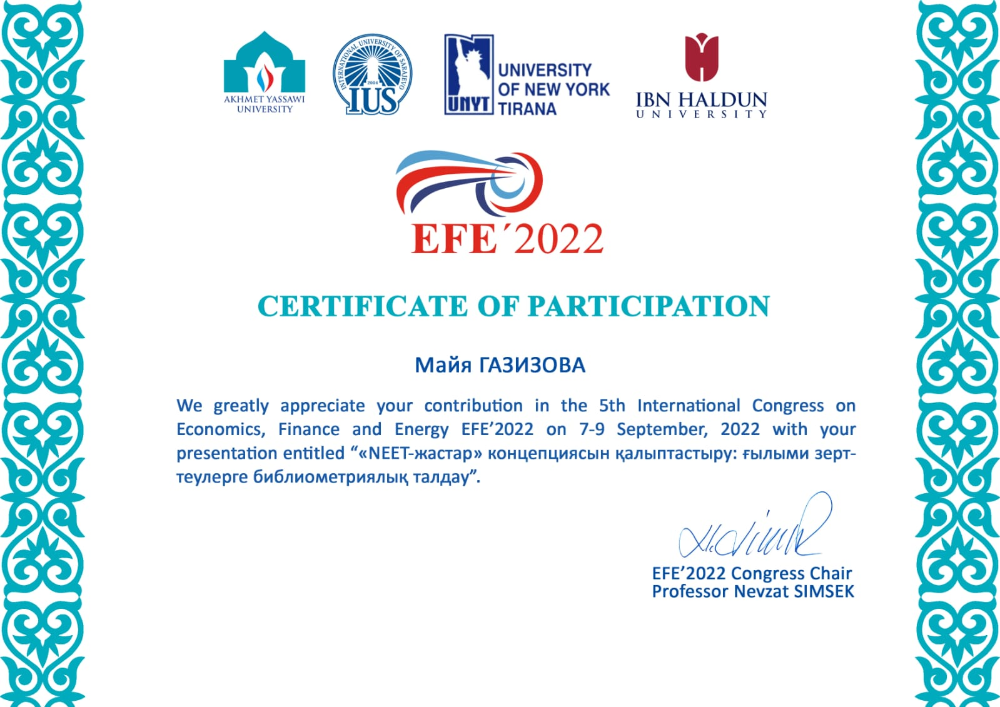 AKHMET YASSAWI
UNIVERSITY
INTERNATIONAL UNIVERSITY OF SARAJEVO
2004
IUS
UNYT
UNIVERSITY
OF NEW YORK
TIRANA
IBN HALDUN
UNIVERSITY
EFE´2022
CERTIFICATE OF PARTICIPATION
Майя ГАЗИЗОВА
We greatly appreciate your contribution in the 5th International Congress on
Economics, Finance and Energy EFE’2022 on 7-9 September, 2022 with your
presentation entitled “«NEET-жастар» концепциясын қалыптастыру: ғылыми зерт-
теулерге библиометриялық талдау”.
EFE’2022 Congress Chair
Professor Nevzat SIMSEK